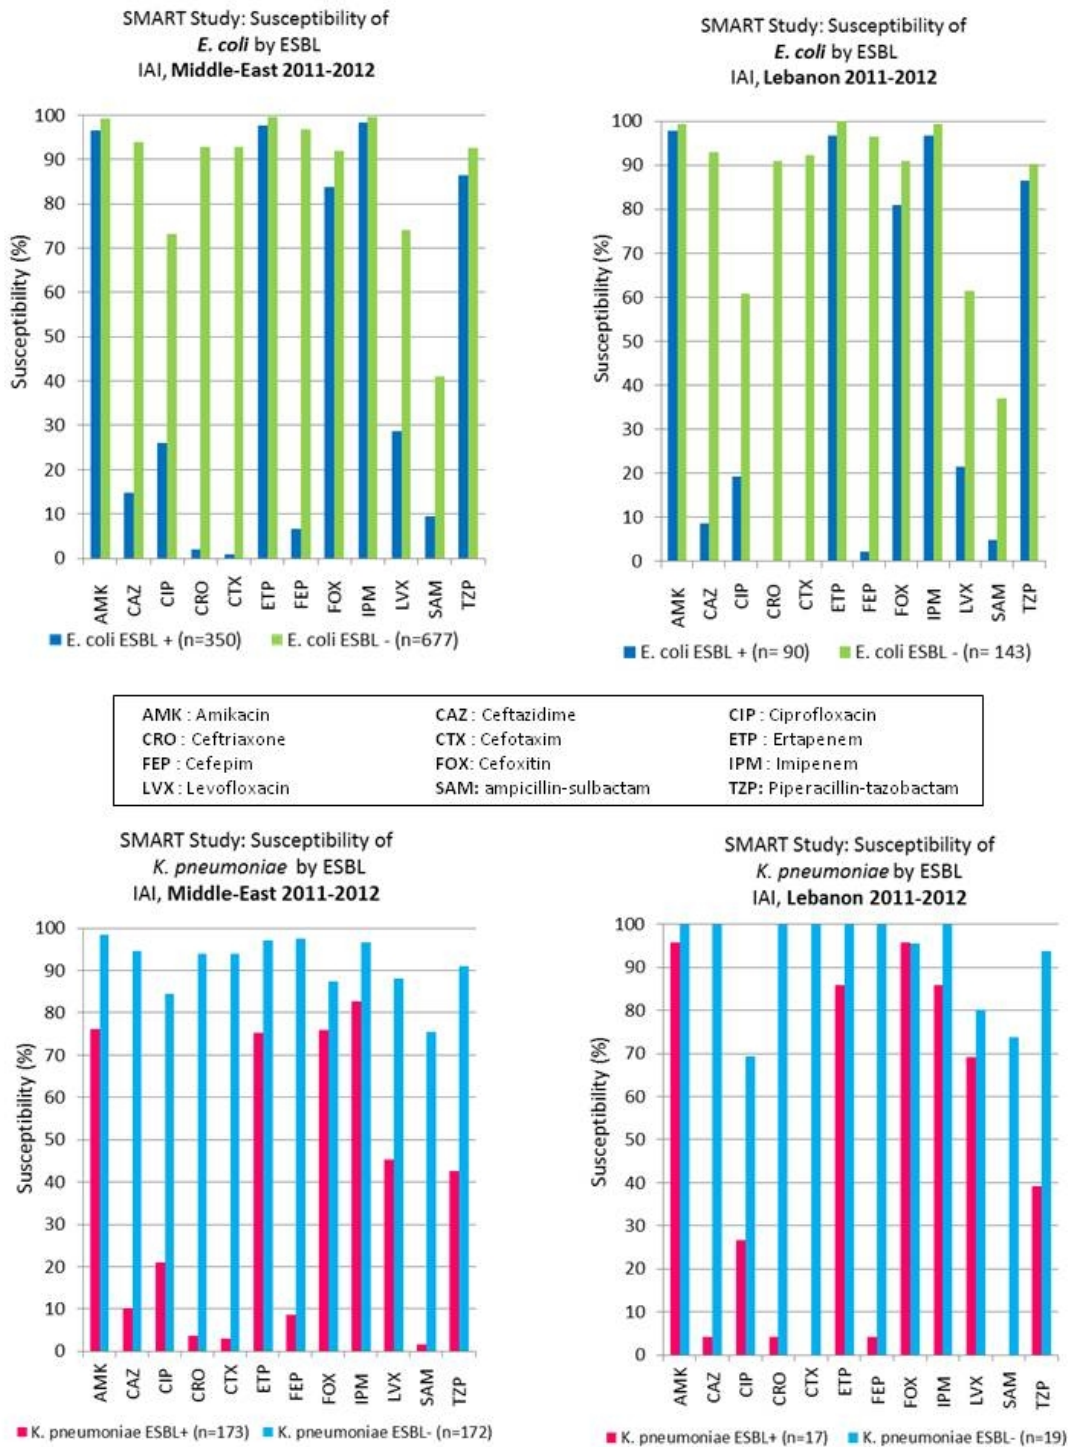 SMART Study: Susceptibility of
E. coli by ESBL
IAI, Middle-East 2011-2012
Susceptibility (%)
100
90
80
70
60
50
40
30
20
10
0
AMK
CAZ
CIP
CRO
CTX
ETP
FEP
FOX
IPM
LVX
SAM
TZP
E. coli ESBL + (n=350)
E. coli ESBL - (n=677)
SMART Study: Susceptibility of
E. coli by ESBL
IAI, Lebanon 2011-2012
Susceptibility (%)
100
90
80
70
60
50
40
30
20
10
0
AMK
CAZ
CIP
CRO
CTX
ETP
FEP
FOX
IPM
LVX
SAM
TZP
E. coli ESBL + (n= 90)
E. coli ESBL - (n= 143)
AMK : Amikacin CAZ : Ceftazidime CIP : Ciprofloxacin
CRO : Ceftriaxone CTX : Cefotaxim ETP : Ertapenem
FEP : Cefepim FOX: Cefoxitin IPM : Imipenem
LVX : Levofloxacin SAM: ampicillin-sulbactam TZP: Piperacillin-tazobactam
SMART Study: Susceptibility of
K. pneumoniae by ESBL
IAI, Middle-East 2011-2012
Susceptibility (%)
100
90
80
70
60
50
40
30
20
10
0
AMK
CAZ
CIP
CRO
CTX
ETP
FEP
FOX
IPM
LVX
SAM
TZP
K. pneumoniae ESBL+ (n=173)
K. pneumoniae ESBL- (n=172)
SMART Study: Susceptibility of
K. pneumoniae by ESBL
IAI, Lebanon 2011-2012
Susceptibility (%)
100
90
80
70
60
50
40
30
20
10
0
AMK
CAZ
CIP
CRO
CTX
ETP
FEP
FOX
IPM
LVX
SAM
TZP
K. pneumoniae ESBL+ (n=17)
K. pneumoniae ESBL- (n=19)